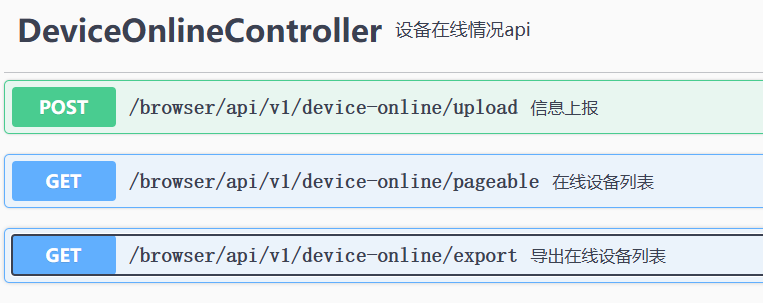 DeviceOnlineController 设备在线情况api
POST /browser/api/v1/device-online/upload 信息上报
GET /browser/api/v1/device-online/pageable 在线设备列表
GET /browser/api/v1/device-online/export 导出在线设备列表